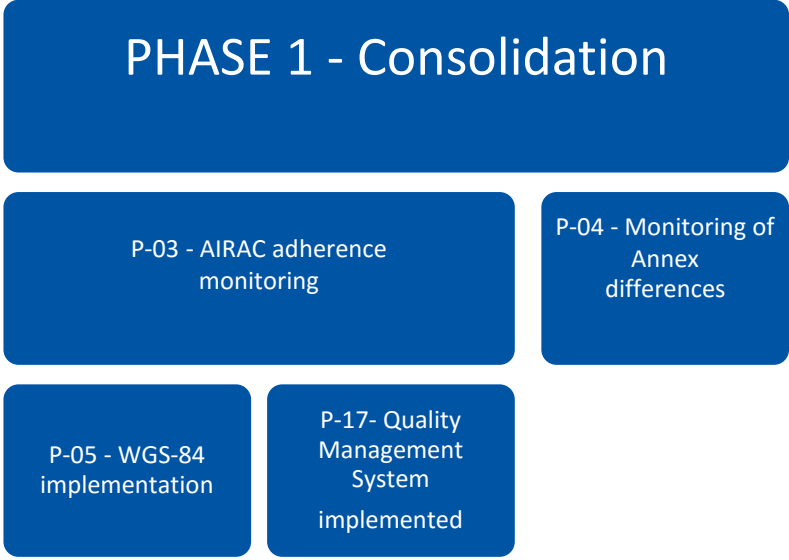 PHASE 1 - Consolidation
P-03 - AIRAC adherence
monitoring
P-04 - Monitoring of
Annex
differences
P-05 - WGS-84
implementation
P-17- Quality
Management
System
implemented